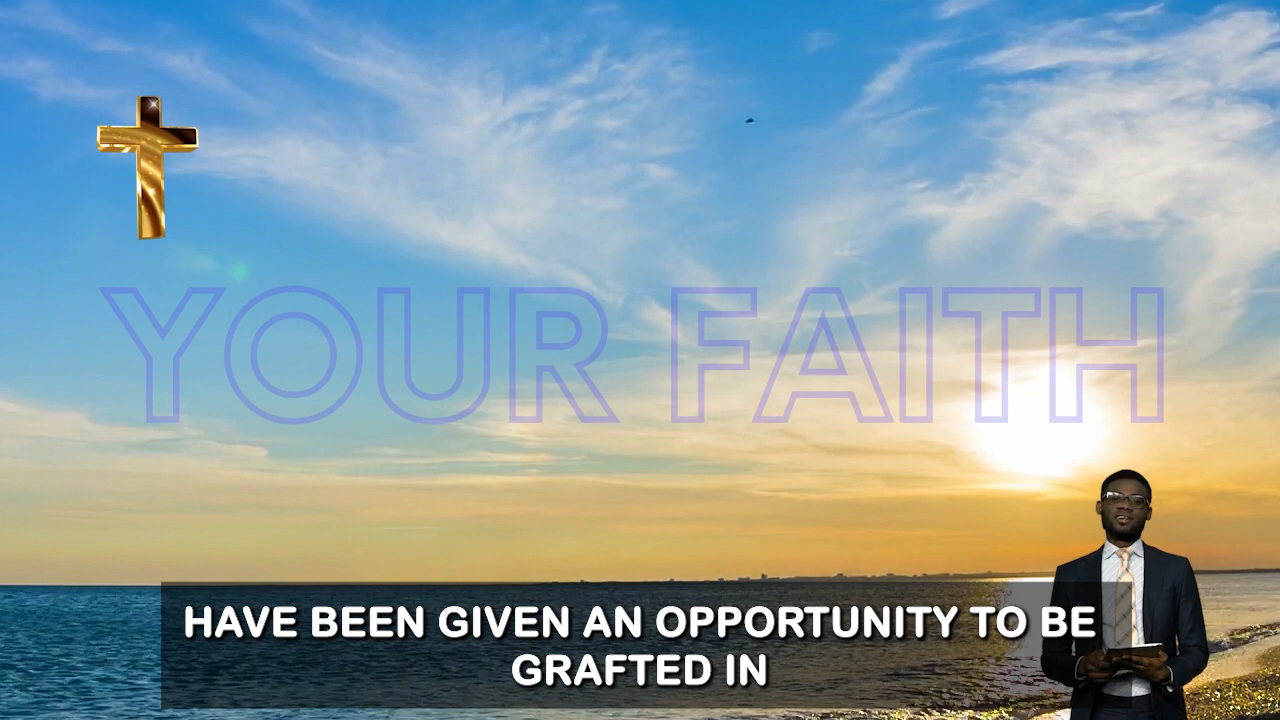 YOUR FAITH
HAVE BEEN GIVEN AN OPPORTUNITY TO BE
GRAFTED IN